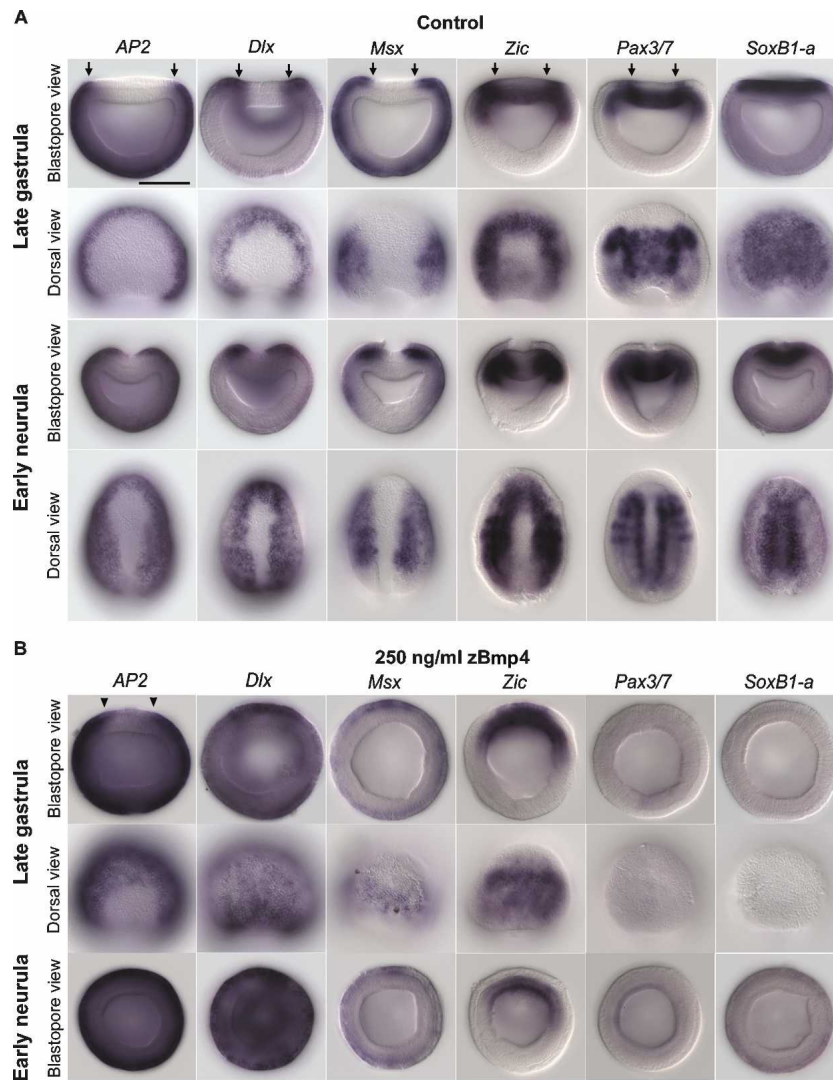 A
Control
AP2 Dlx Msx Zic Pax3/7 SoxB1-a
Late gastrula
Blastopore view
Dorsal view
Early neurula
Blastopore view
Dorsal view
B
250 ng/ml zBmp4
AP2 Dlx Msx Zic Pax3/7 SoxB1-a
Late gastrula
Blastopore view
Dorsal view
Early neurula
Blastopore view